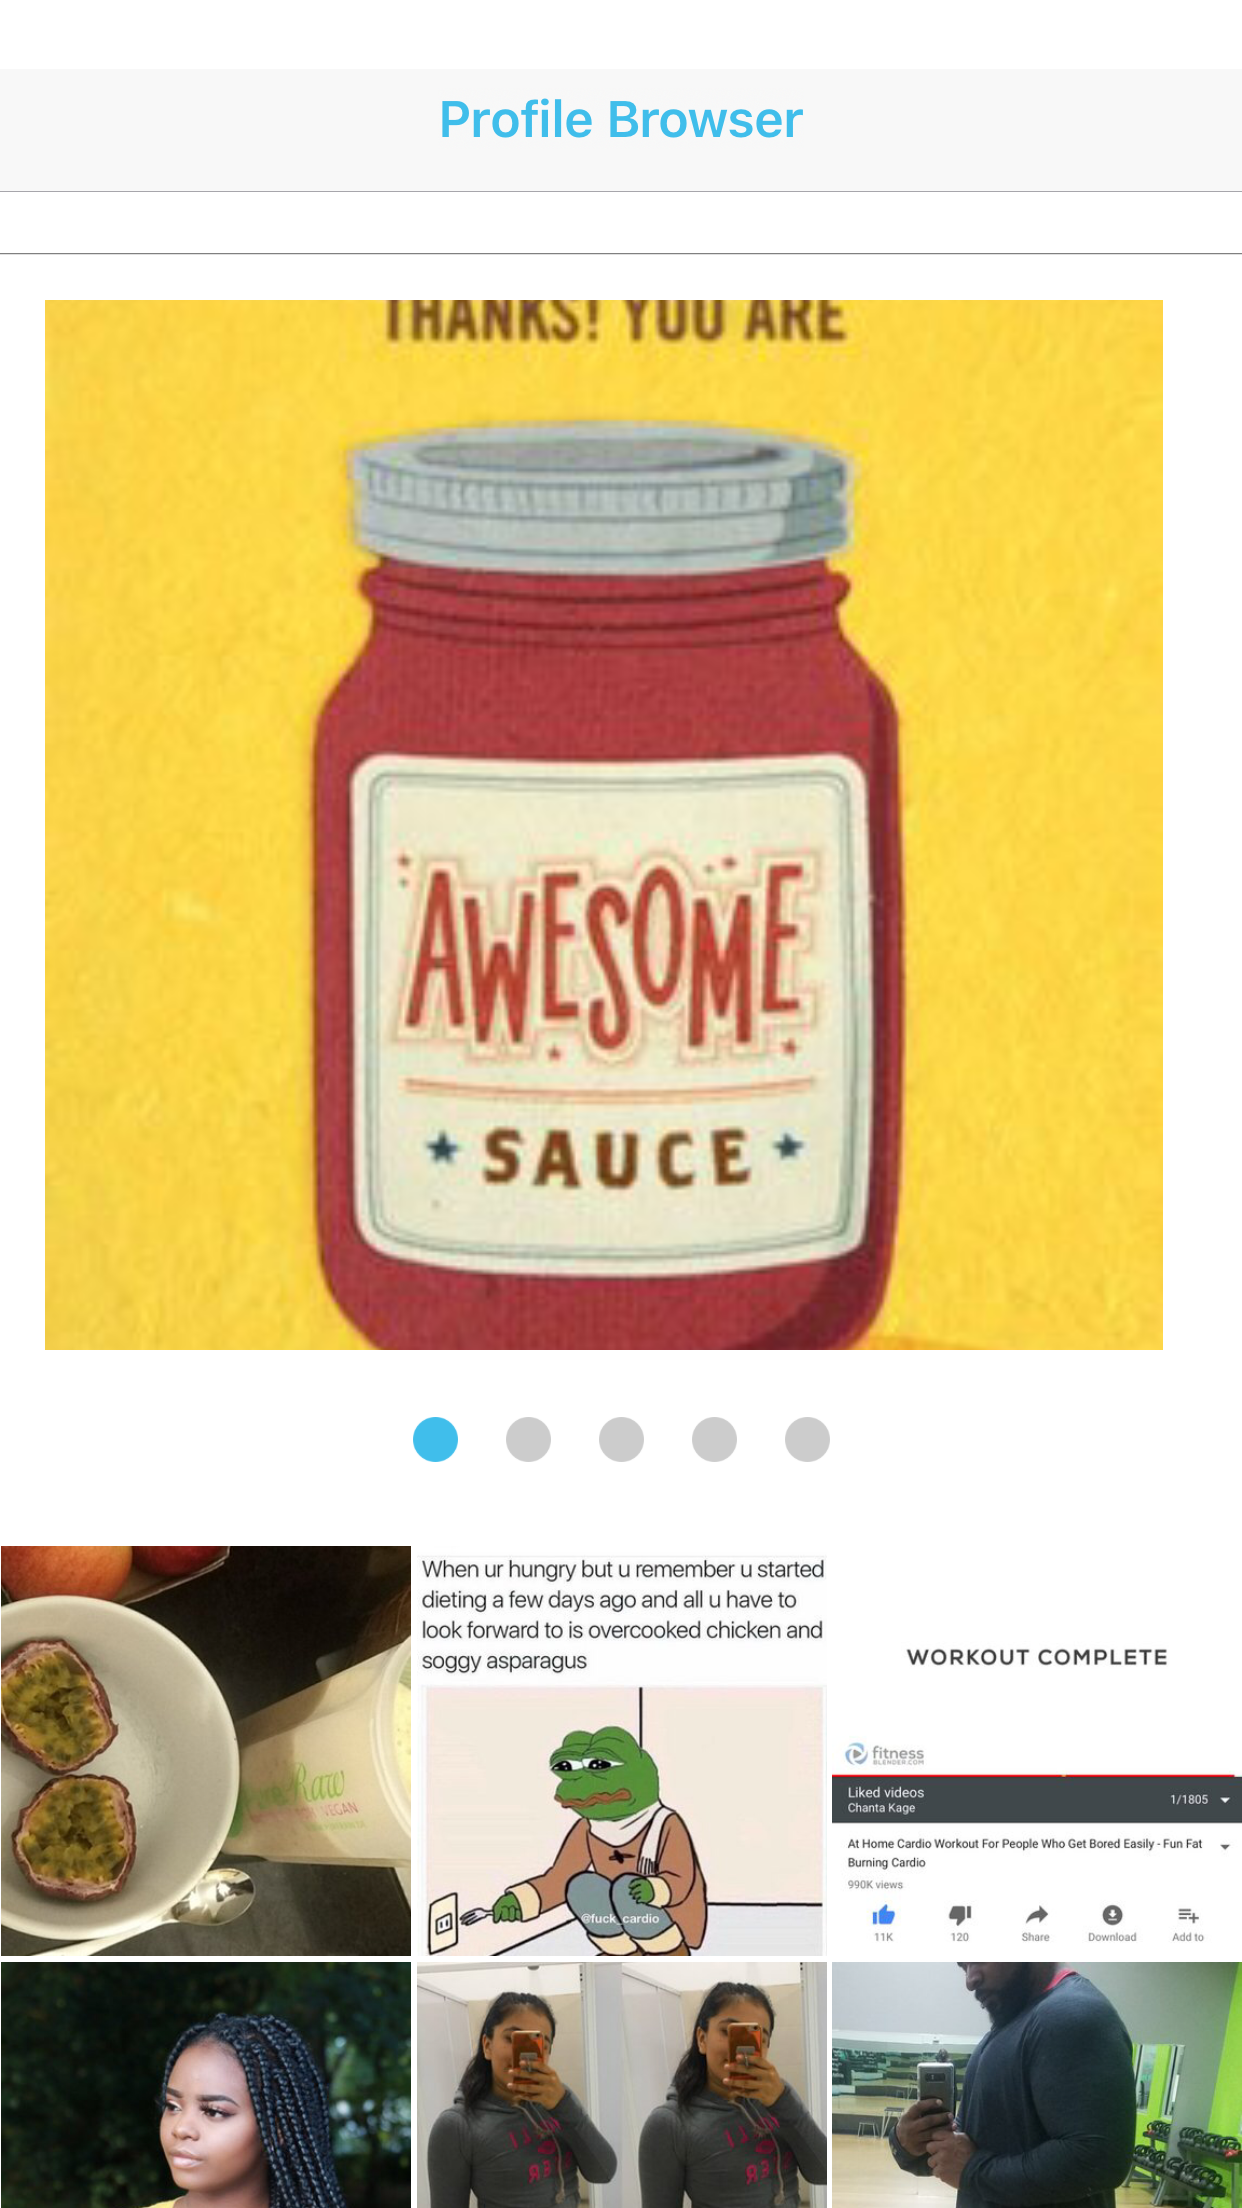 Profile Browser
THANKS! YOU ARE
AWESOME
SAUCE
When ur hungry but u remember u started
dieting a few days ago and all u have to
look forward to is overcooked chicken and
soggy asparagus
@fuck_cardio
WORKOUT COMPLETE
fitness
BLENDER.COM
Liked videos
Chanta Kage
1/1805
At Home Cardio Workout For People Who Get Bored Easily - Fun Fat
Burning Cardio
990K views
11K
120
Share
Download
Add to
Raw
VEGAN